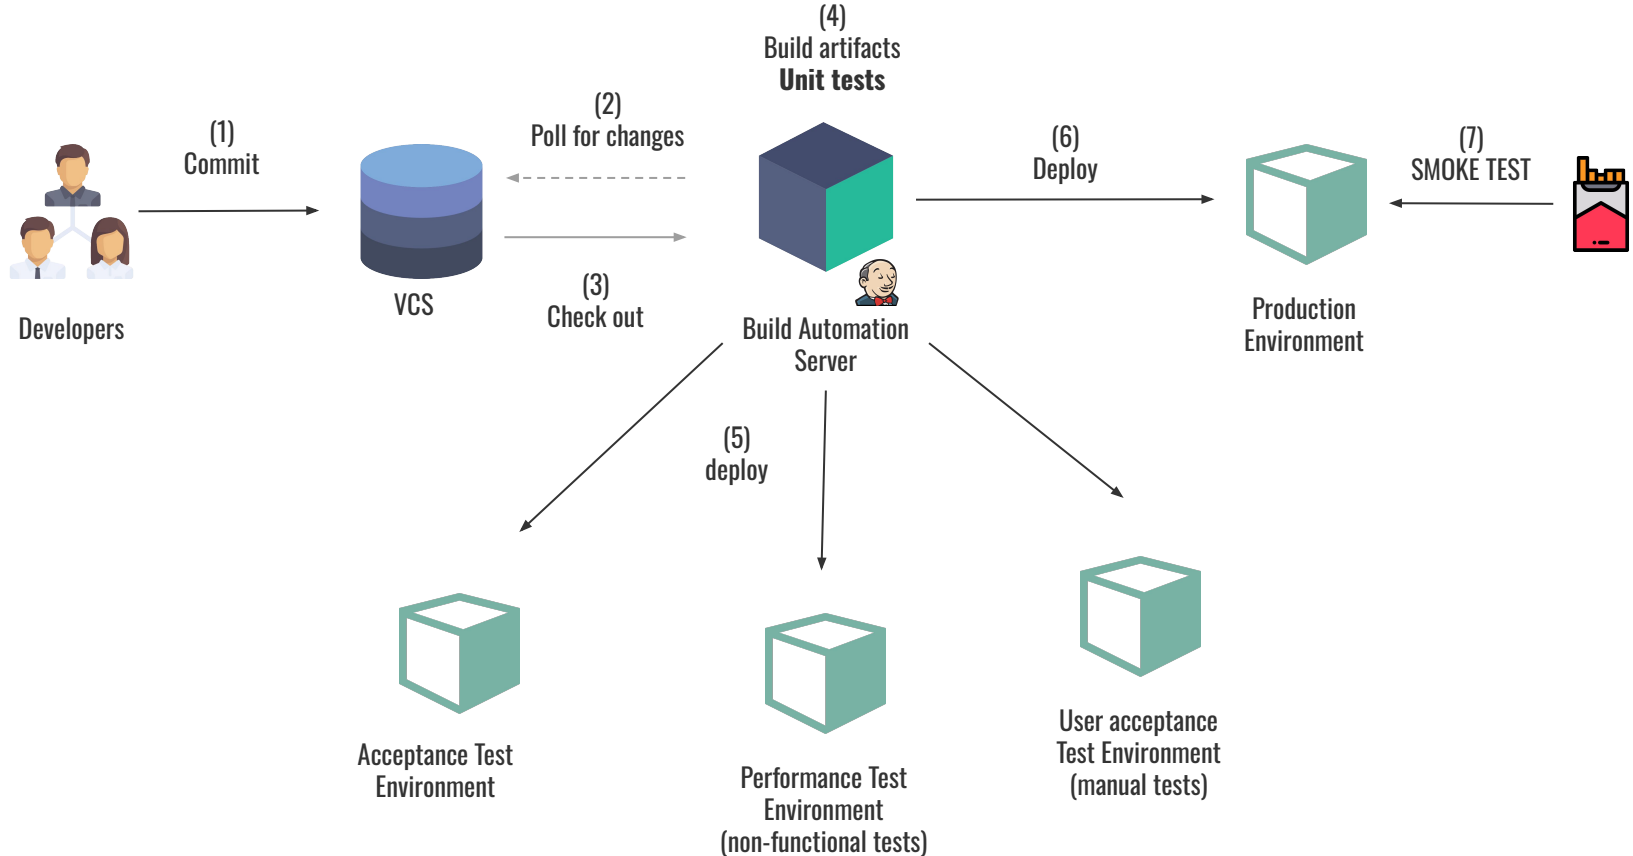 (4)
Build artifacts
Unit tests
(1)
Commit
(2)
Poll for changes
(6)
Deploy
(7)
SMOKE TEST
Developers
VCS
(3)
Check out
Build Automation
Server
Production
Environment
(5)
deploy
Acceptance Test
Environment
Performance Test
Environment
(non-functional tests)
User acceptance
Test Environment
(manual tests)